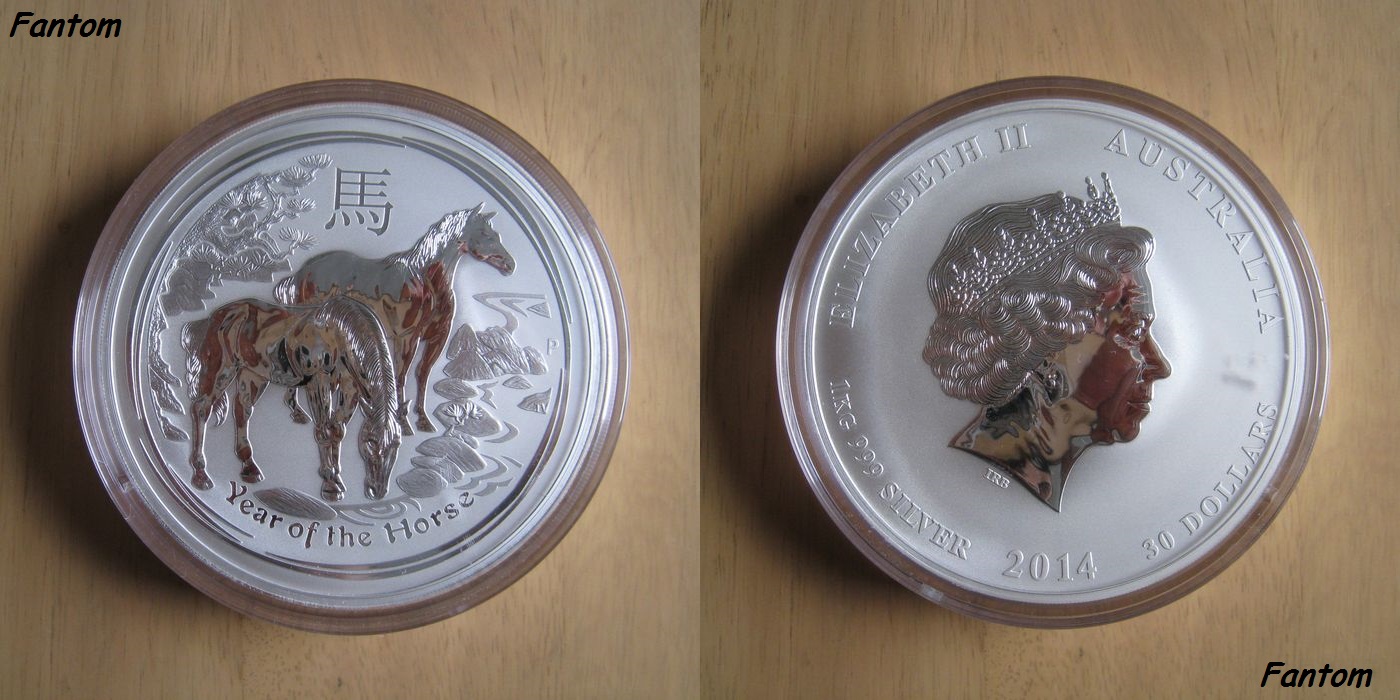 Fantom
馬
P
Year of the Horse
ELIZABETH II AUSTRALIA
IRB
1KG 999 SILVER 2014 30 DOLLARS
Fantom